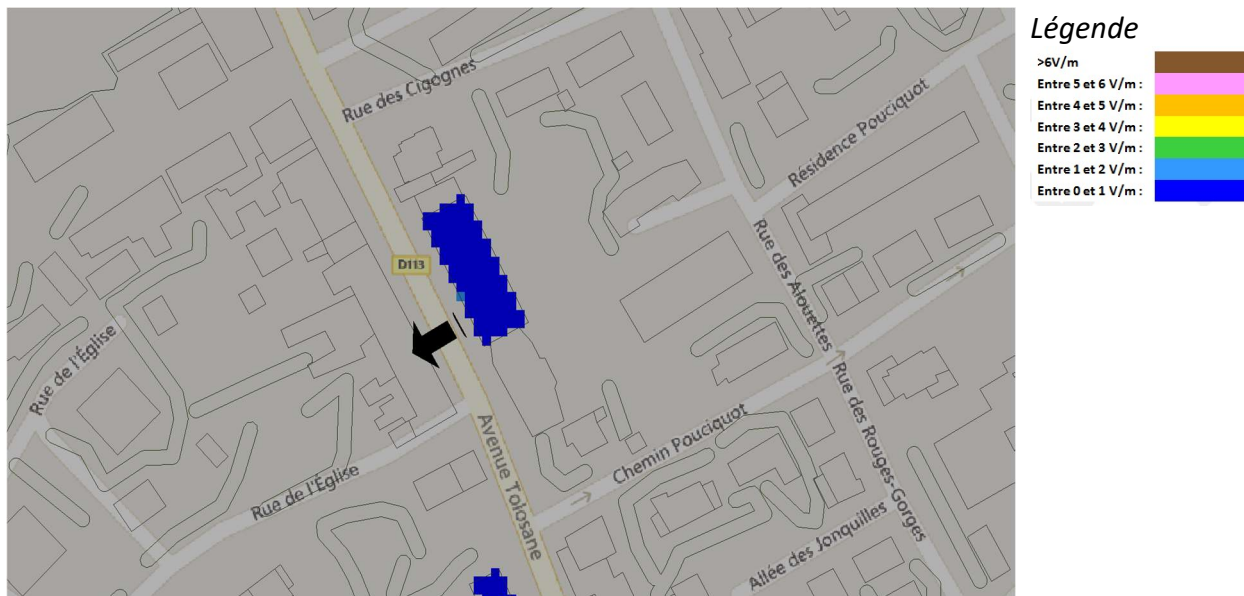 Légende
>6V/m
Entre 5 et 6 V/m :
Entre 4 et 5 V/m :
Entre 3 et 4 V/m :
Entre 2 et 3 V/m :
Entre 1 et 2 V/m :
Entre 0 et 1 V/m :
Rue des Cigognes
Résidence Pouciquot
D113
Rue des Alouettes
Rue de l'Église
Rue des Rouges-Gorges
Chemin Pouciquot
Avenue Tolosane
Rue de l'Église
Allée des Jonquilles